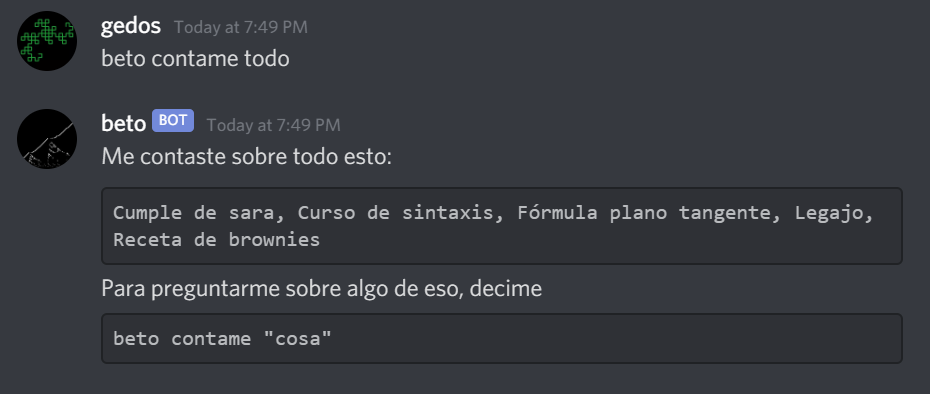 gedos Today at 7:49 PM
beto contame todo
beto BOT Today at 7:49 PM
Me contaste sobre todo esto:
Cumple de sara, Curso de sintaxis, Fórmula plano tangente, Legajo,
Receta de brownies
Para preguntarme sobre algo de eso, decime
beto contame "cosa"